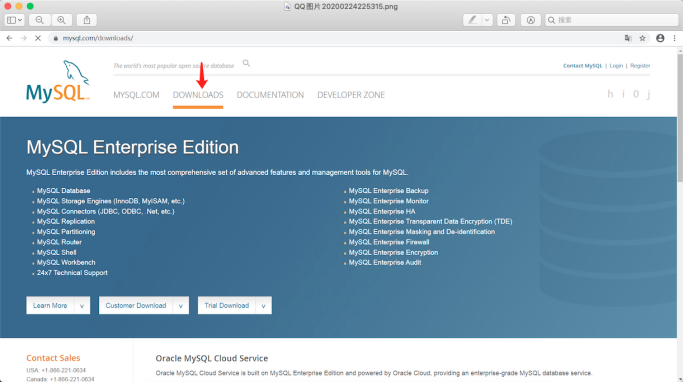 QQ图片20200224225315.png
搜索
mysql.com/downloads/
The world's most popular open source database
Contact MySQL | Login | Register
MySQL
MYSQL.COM DOWNLOADS DOCUMENTATION DEVELOPER ZONE
MySQL Enterprise Edition
MySQL Enterprise Edition includes the most comprehensive set of advanced features and management tools for MySQL.
MySQL Database
MySQL Storage Engines (InnoDB, MyISAM, etc.)
MySQL Connectors (JDBC, ODBC, .Net, etc.)
MySQL Replication
MySQL Partitioning
MySQL Router
MySQL Shell
MySQL Workbench
24x7 Technical Support
MySQL Enterprise Backup
MySQL Enterprise Monitor
MySQL Enterprise HA
MySQL Enterprise Transparent Data Encryption (TDE)
MySQL Enterprise Masking and De-identification
MySQL Enterprise Firewall
MySQL Enterprise Encryption
MySQL Enterprise Audit
Learn More
Customer Download
Trial Download
Contact Sales
USA: +1-866-221-0634
Canada: +1-866-221-0634
Oracle MySQL Cloud Service
Oracle MySQL Cloud Service is built on MySQL Enterprise Edition and powered by Oracle Cloud, providing an enterprise-grade MySQL database service.